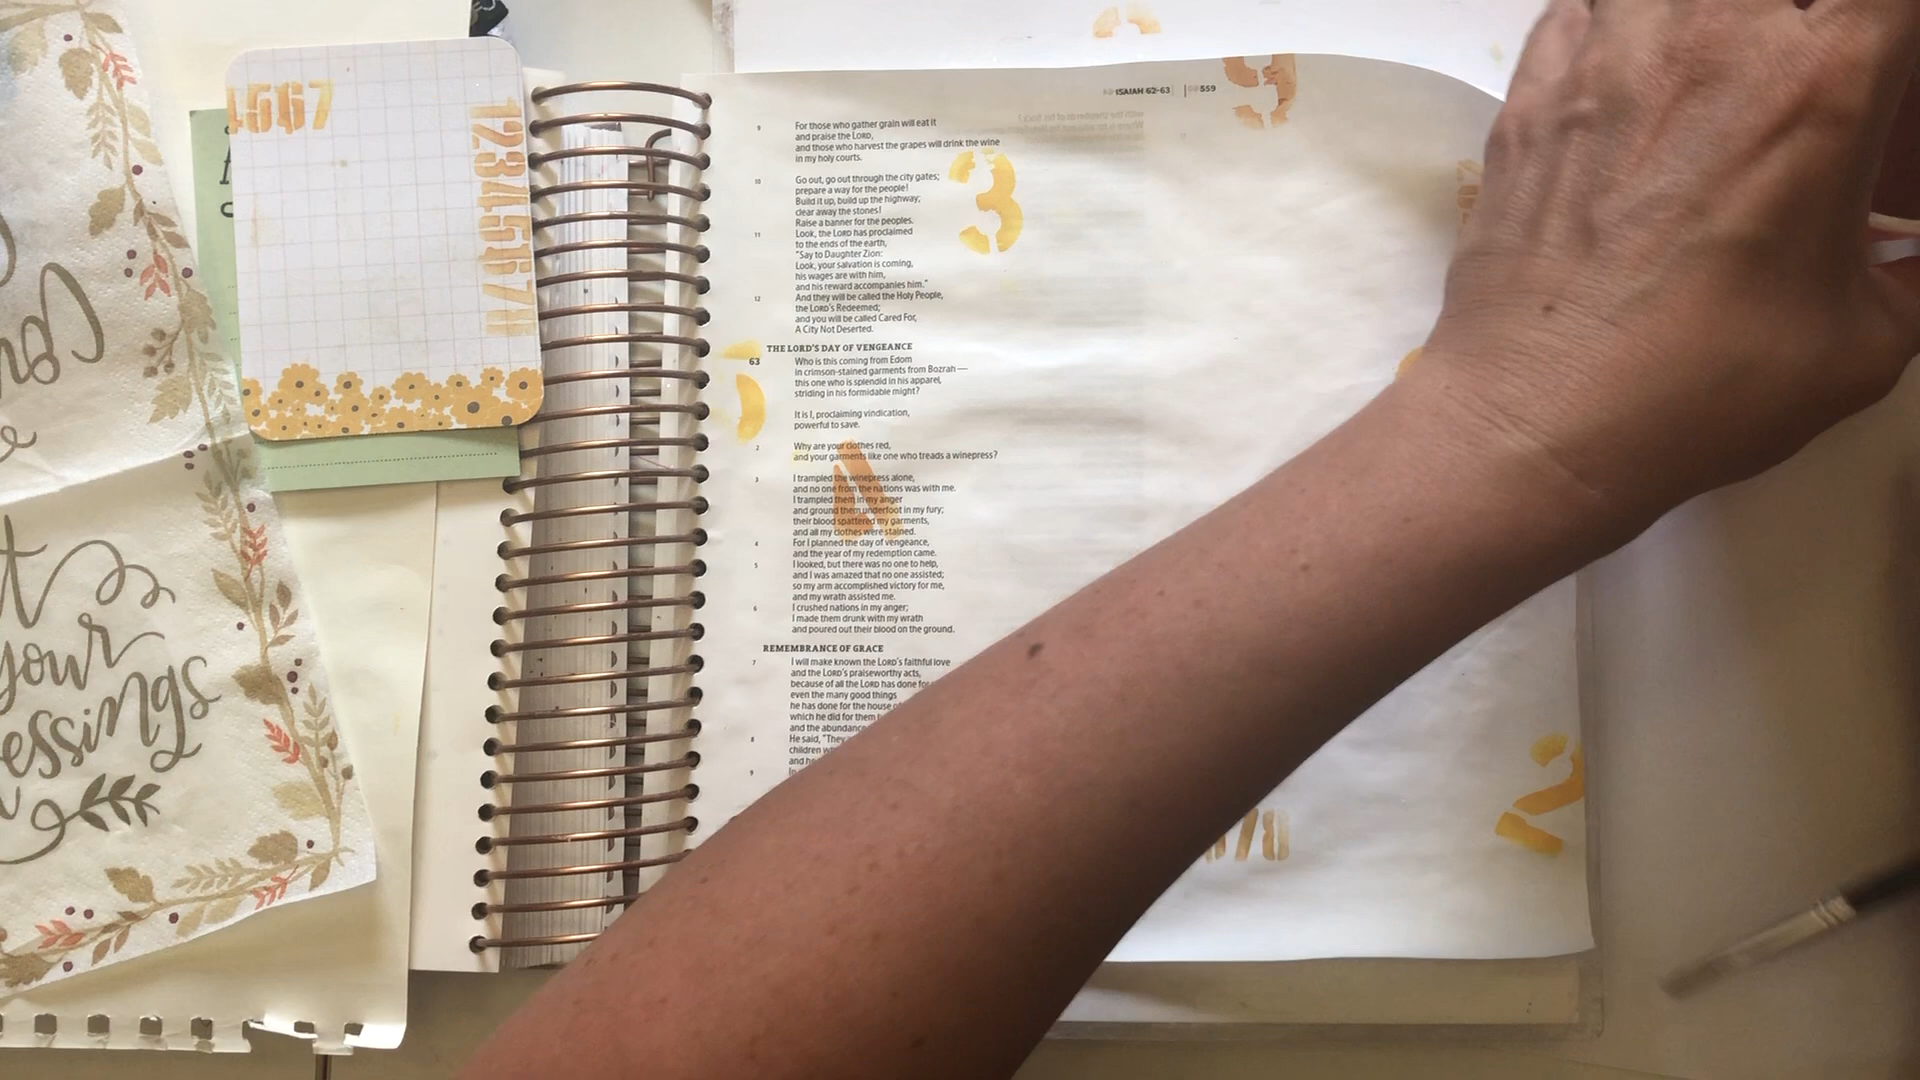 4567
12345678
your
essings
ISAIAH 62-63 | 559
9
3
9 For those who gather grain will eat it
and praise the LORD,
and those who harvest the grapes will drink the wine
in my holy courts.
10 Go out, go out through the city gates;
prepare a way for the people!
Build it up, build up the highway;
clear away the stones!
Raise a banner for the peoples.
11 Look, the LORD has proclaimed
to the ends of the earth,
"Say to Daughter Zion:
Look, your salvation is coming,
his wages are with him,
and his reward accompanies him."
12 And they will be called the Holy People,
the LORD's Redeemed;
and you will be called Cared For,
A City Not Deserted.
THE LORD'S DAY OF VENGEANCE
63 Who is this coming from Edom
in crimson-stained garments from Bozrah —
this one who is splendid in his apparel,
striding in his formidable might?
It is I, proclaiming vindication,
powerful to save.
2 Why are your clothes red,
and your garments like one who treads a winepress?
4
3 I trampled the winepress alone,
and no one from the nations was with me.
I trampled them in my anger
and ground them underfoot in my fury;
their blood spattered my garments,
and all my clothes were stained.
4 For I planned the day of vengeance,
and the year of my redemption came.
5 I looked, but there was no one to help,
and I was amazed that no one assisted;
so my arm accomplished victory for me,
and my wrath assisted me.
6 I crushed nations in my anger;
I made them drunk with my wrath
and poured out their blood on the ground.
REMEMBRANCE OF GRACE
7 I will make known the LORD's faithful love
and the LORD's praiseworthy acts,
because of all the LORD has done for
even the many good things
he has done for the house
which he did for them
and the abundance
8 He said, "They
children
and he
9 In
2
78